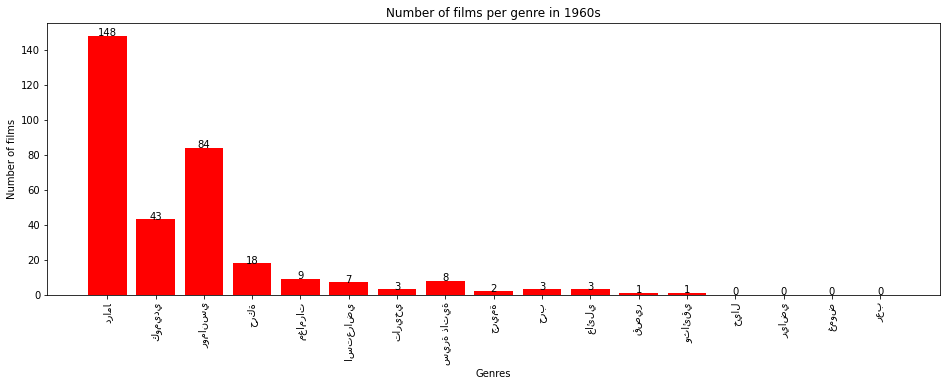 Number of films per genre in 1960s
Number of films
140
120
100
80
60
40
20
0
148
43
84
18
9
7
3
8
2
3
3
1
1
0
0
0
0
دراما
كوميدي
رومانسي
حركة
مغامرات
استعراضي
تاريخي
سيرة ذاتية
جريمة
حرب
عائلي
قصير
وثائقي
خيال
رياضي
غموض
رعب
Genres